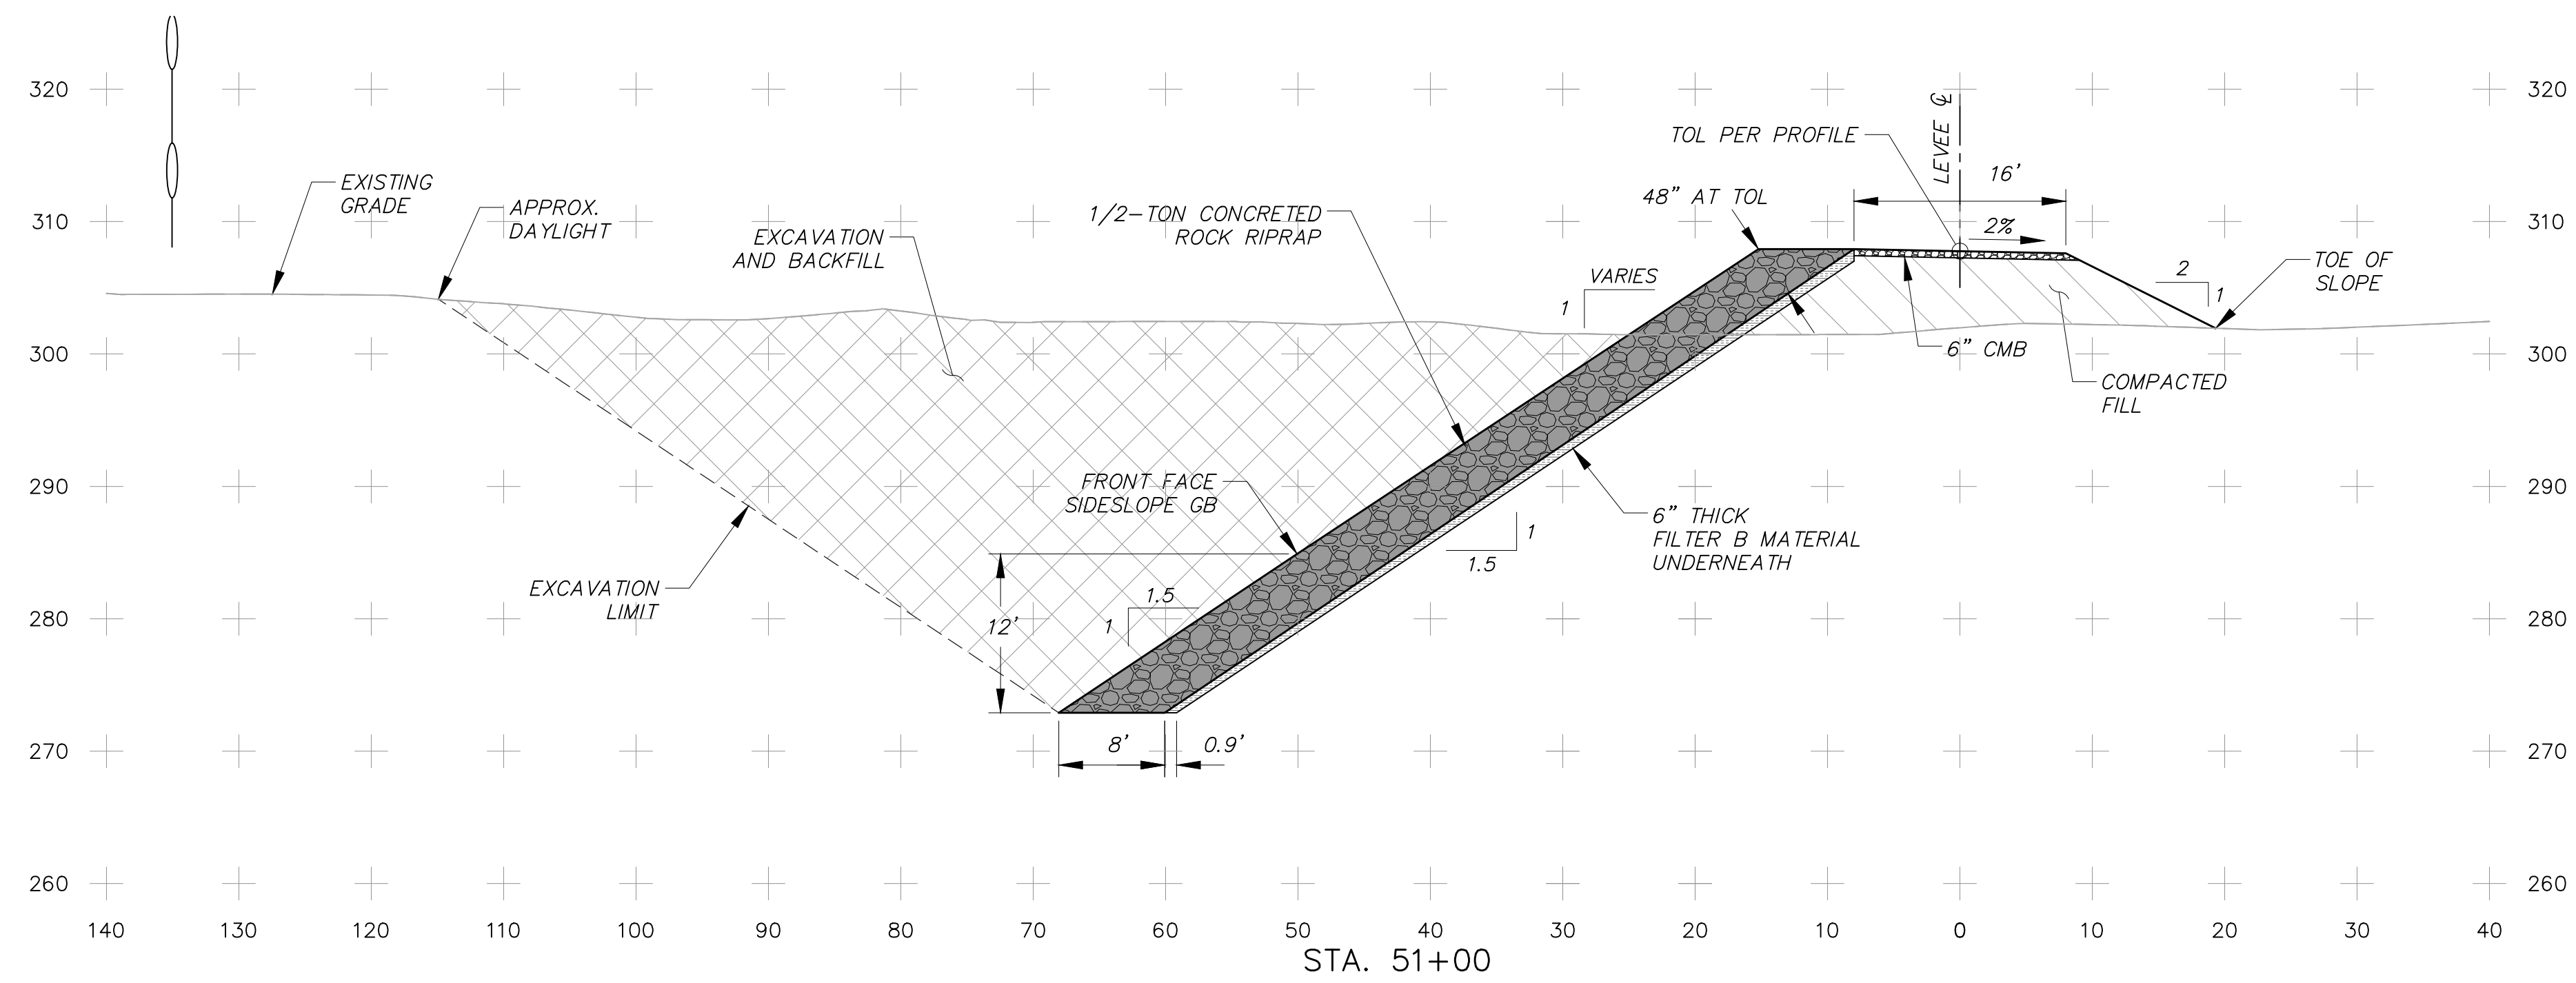 320
320
LEVEE ℄
TOL PER PROFILE
16'
EXISTING
GRADE
48” AT TOL
APPROX.
DAYLIGHT
1/2-TON CONCRETED
ROCK RIPRAP
310
310
2%
EXCAVATION
AND BACKFILL
TOE OF
SLOPE
VARIES
1
2
1
300
300
6” CMB
COMPACTED
FILL
290
290
FRONT FACE
SIDESLOPE GB
6” THICK
FILTER B MATERIAL
UNDERNEATH
1
1.5
EXCAVATION
LIMIT
1.5
1
12'
280
280
270
270
8'
0.9'
260
260
140 130 120 110 100 90 80 70 60 50 40 30 20 10 0 10 20 30 40
STA. 51+00